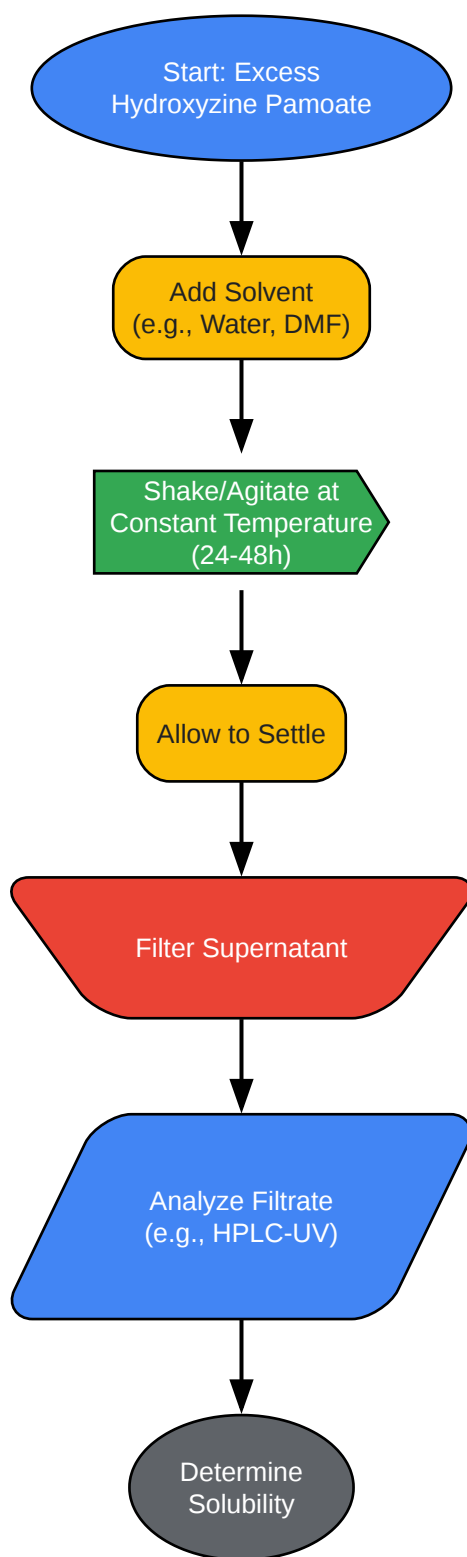 Start: Excess
Hydroxyzine Pamoate
Add Solvent
(e.g., Water, DMF)
Shake/Agitate at
Constant Temperature
(24-48h)
Allow to Settle
Filter Supernatant
Analyze Filtrate
(e.g., HPLC-UV)
Determine
Solubility